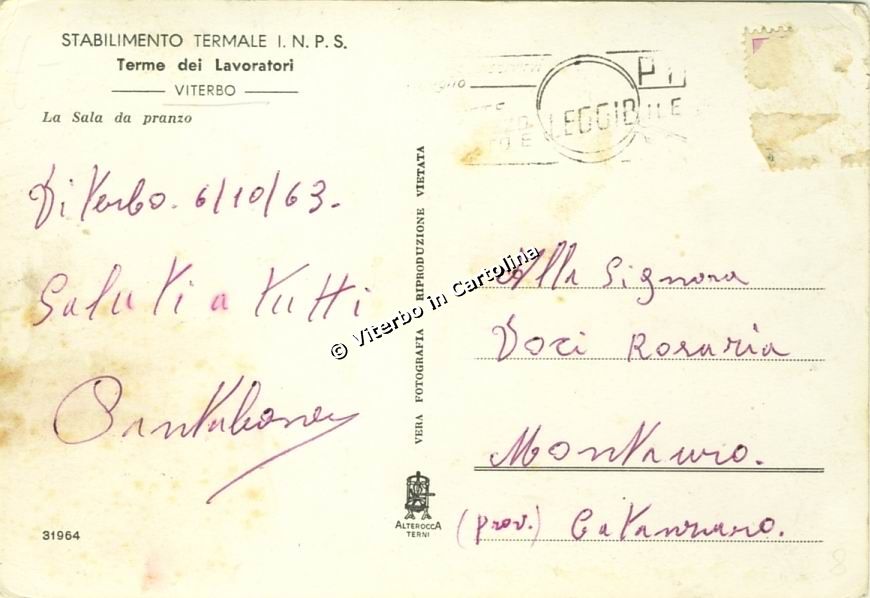 STABILIMENTO TERMALE I. N. P. S.
Terme dei Lavoratori
VITERBO
La Sala da pranzo
Viterbo. 6/10/63.
Saluti a tutti
31964
VERA FOTOGRAFIA RIPRODUZIONE VIETATA
ALTEROCCA
TERNI
© Viterbo in Cartolina
LEGGIBILE
Alla Signora
Voci Rosaria
Montauro.
(prov.) Catanzaro.
8